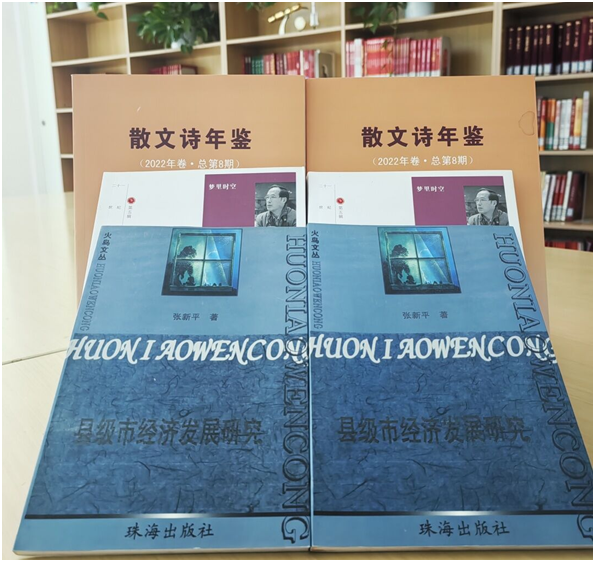 散文诗年鉴
（2022年卷·总第8期）
散文诗年鉴
（2022年卷·总第8期）
梦里时空
梦里时空
火鸟文丛
HUONIAOWENCONG
HUONIAOWENCONG
张新平 著
HUONIAOWENCONG
县级市经济发展研究
珠海出版社
火鸟文丛
HUONIAOWENCONG
HUONIAOWENCONG
张新平 著
HUONIAOWENCONG
县级市经济发展研究
珠海出版社